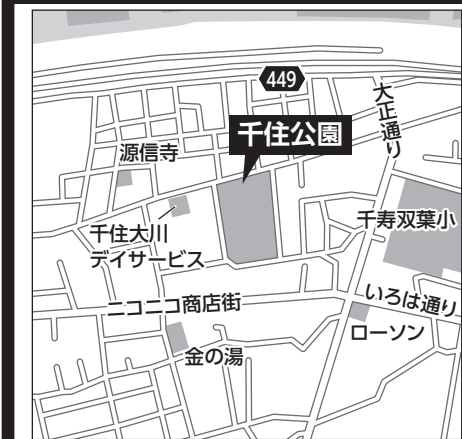 449
大正通り
千住公園
源信寺
千寿双葉小
千住大川
デイサービス
いろは通り
ニコニコ商店街
ローソン
金の湯